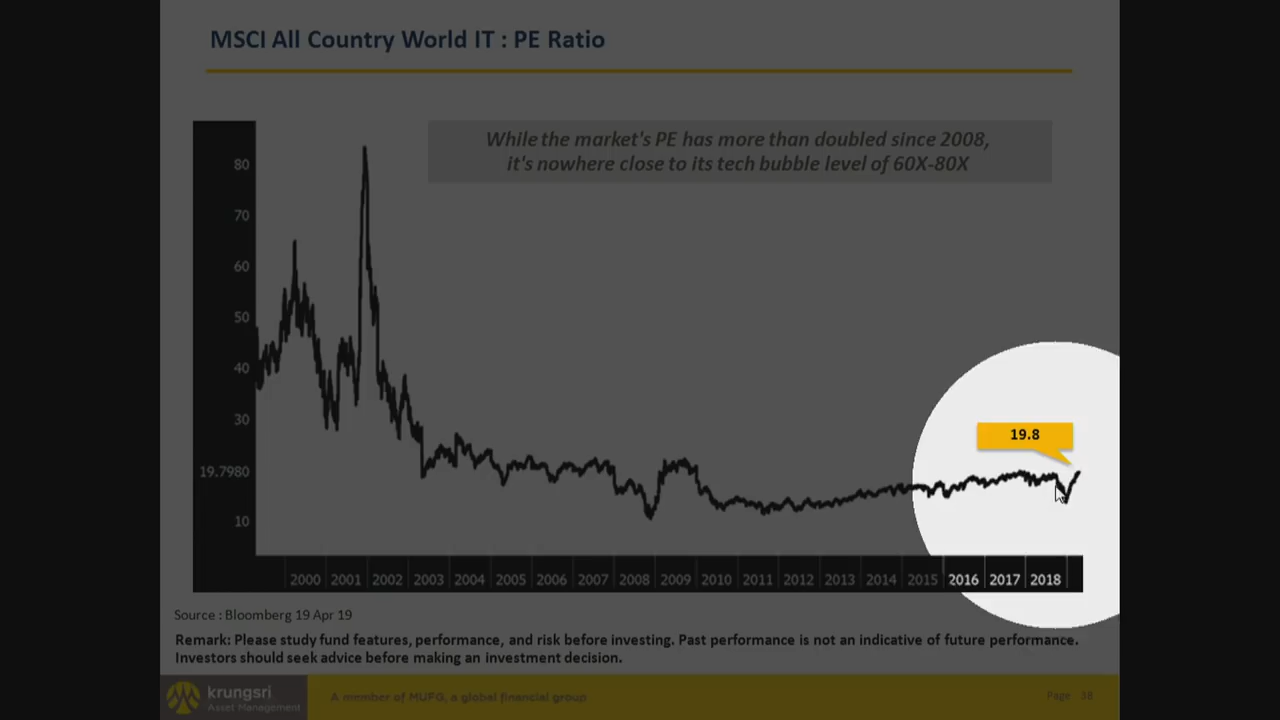 MSCI All Country World IT : PE Ratio
While the market's PE has more than doubled since 2008,
it's nowhere close to its tech bubble level of 60X-80X
80
70
60
50
40
30
19.7980
10
19.8
2000 2001 2002 2003 2004 2005 2006 2007 2008 2009 2010 2011 2012 2013 2014 2015 2016 2017 2018
Source : Bloomberg 19 Apr 19
Remark: Please study fund features, performance, and risk before investing. Past performance is not an indicative of future performance.
Investors should seek advice before making an investment decision.
krungsri
Asset Management
A member of MUFG, a global financial group
Page 38